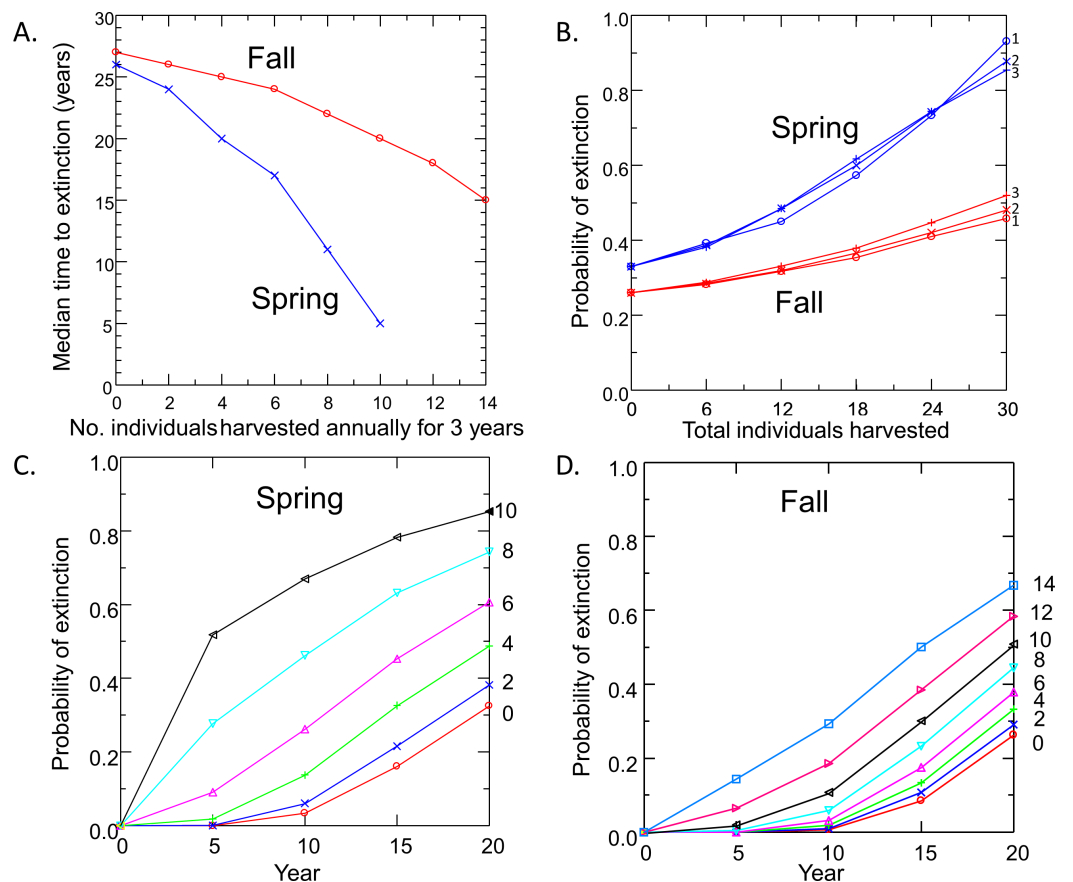 A.
30
25
20
15
10
5
0
Median time to extinction (years)
Fall
Spring
0 2 4 6 8 10 12 14
No. individuals harvested annually for 3 years
B.
1.0
0.8
0.6
0.4
0.2
0.0
Probability of extinction
Spring
Fall
1
2
3
3
2
1
0 6 12 18 24 30
Total individuals harvested
C.
1.0
0.8
0.6
0.4
0.2
0.0
Probability of extinction
Spring
10
8
6
4
2
0
0 5 10 15 20
Year
D.
1.0
0.8
0.6
0.4
0.2
0.0
Probability of extinction
Fall
14
12
10
8
6
4
2
0
0 5 10 15 20
Year